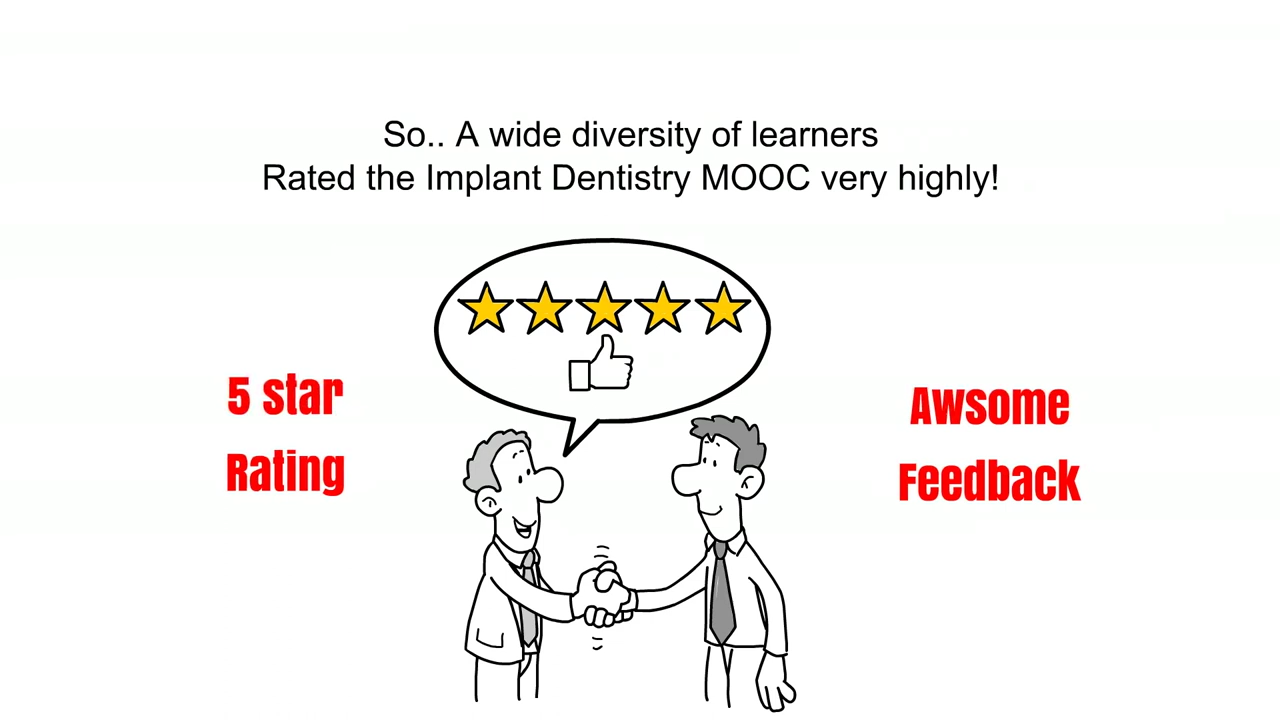 So.. A wide diversity of learners
Rated the Implant Dentistry MOOC very highly!
5 star
Rating
Awsome
Feedback